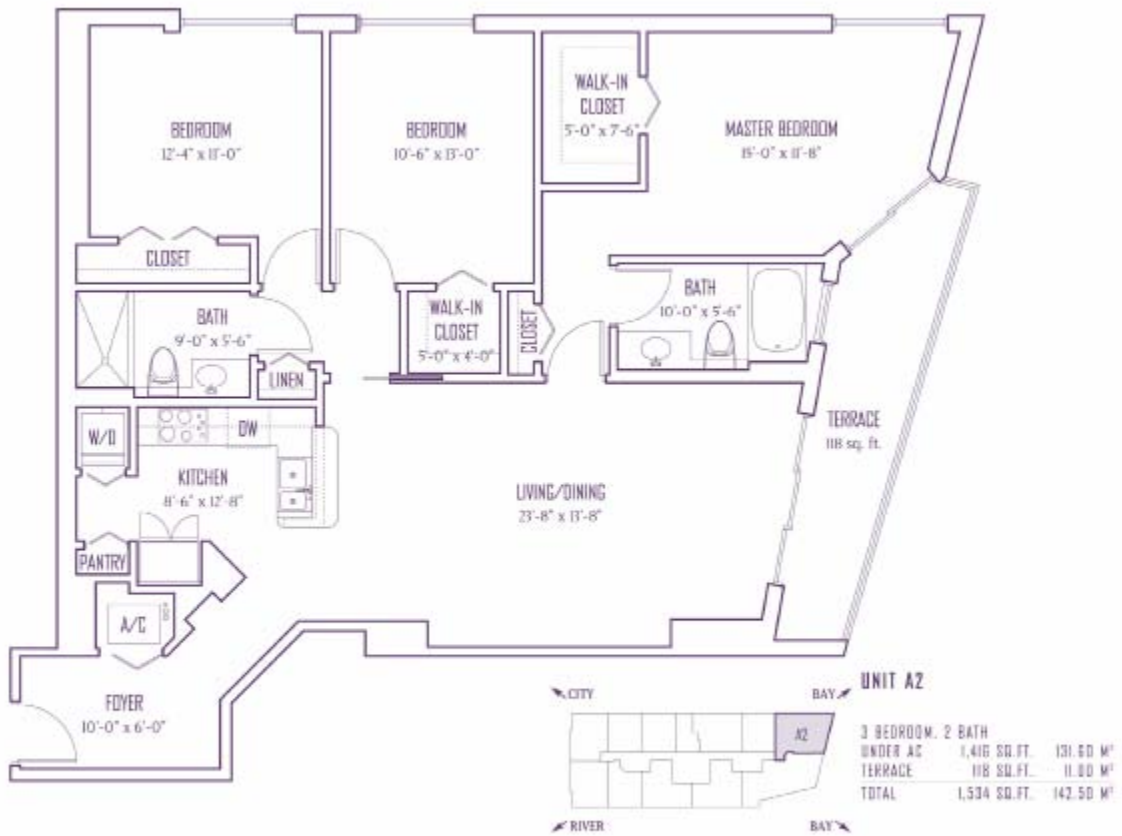 BEDROOM
12'-4" x 11'-0"
BEDROOM
10'-6" x 13'-0"
WALK-IN
CLOSET
5'-0" x 7'-6"
MASTER BEDROOM
15'-0" x 11'-8"
CLOSET
BATH
9'-0" x 5'-6"
WALK-IN
CLOSET
5'-0" x 4'-0"
CLOSET
BATH
10'-0" x 5'-6"
LINEN
W/D
DW
KITCHEN
8'-6" x 12'-8"
LIVING/DINING
23'-8" x 13'-8"
TERRACE
118 sq. ft.
PANTRY
A/C
FOYER
10'-0" x 6'-0"
CITY
BAY
A2
RIVER
BAY
UNIT A2
3 BEDROOM, 2 BATH
UNDER AC 1,416 SQ.FT. 131.60 M²
TERRACE 118 SQ.FT. 11.00 M²
TOTAL 1,534 SQ.FT. 142.50 M²